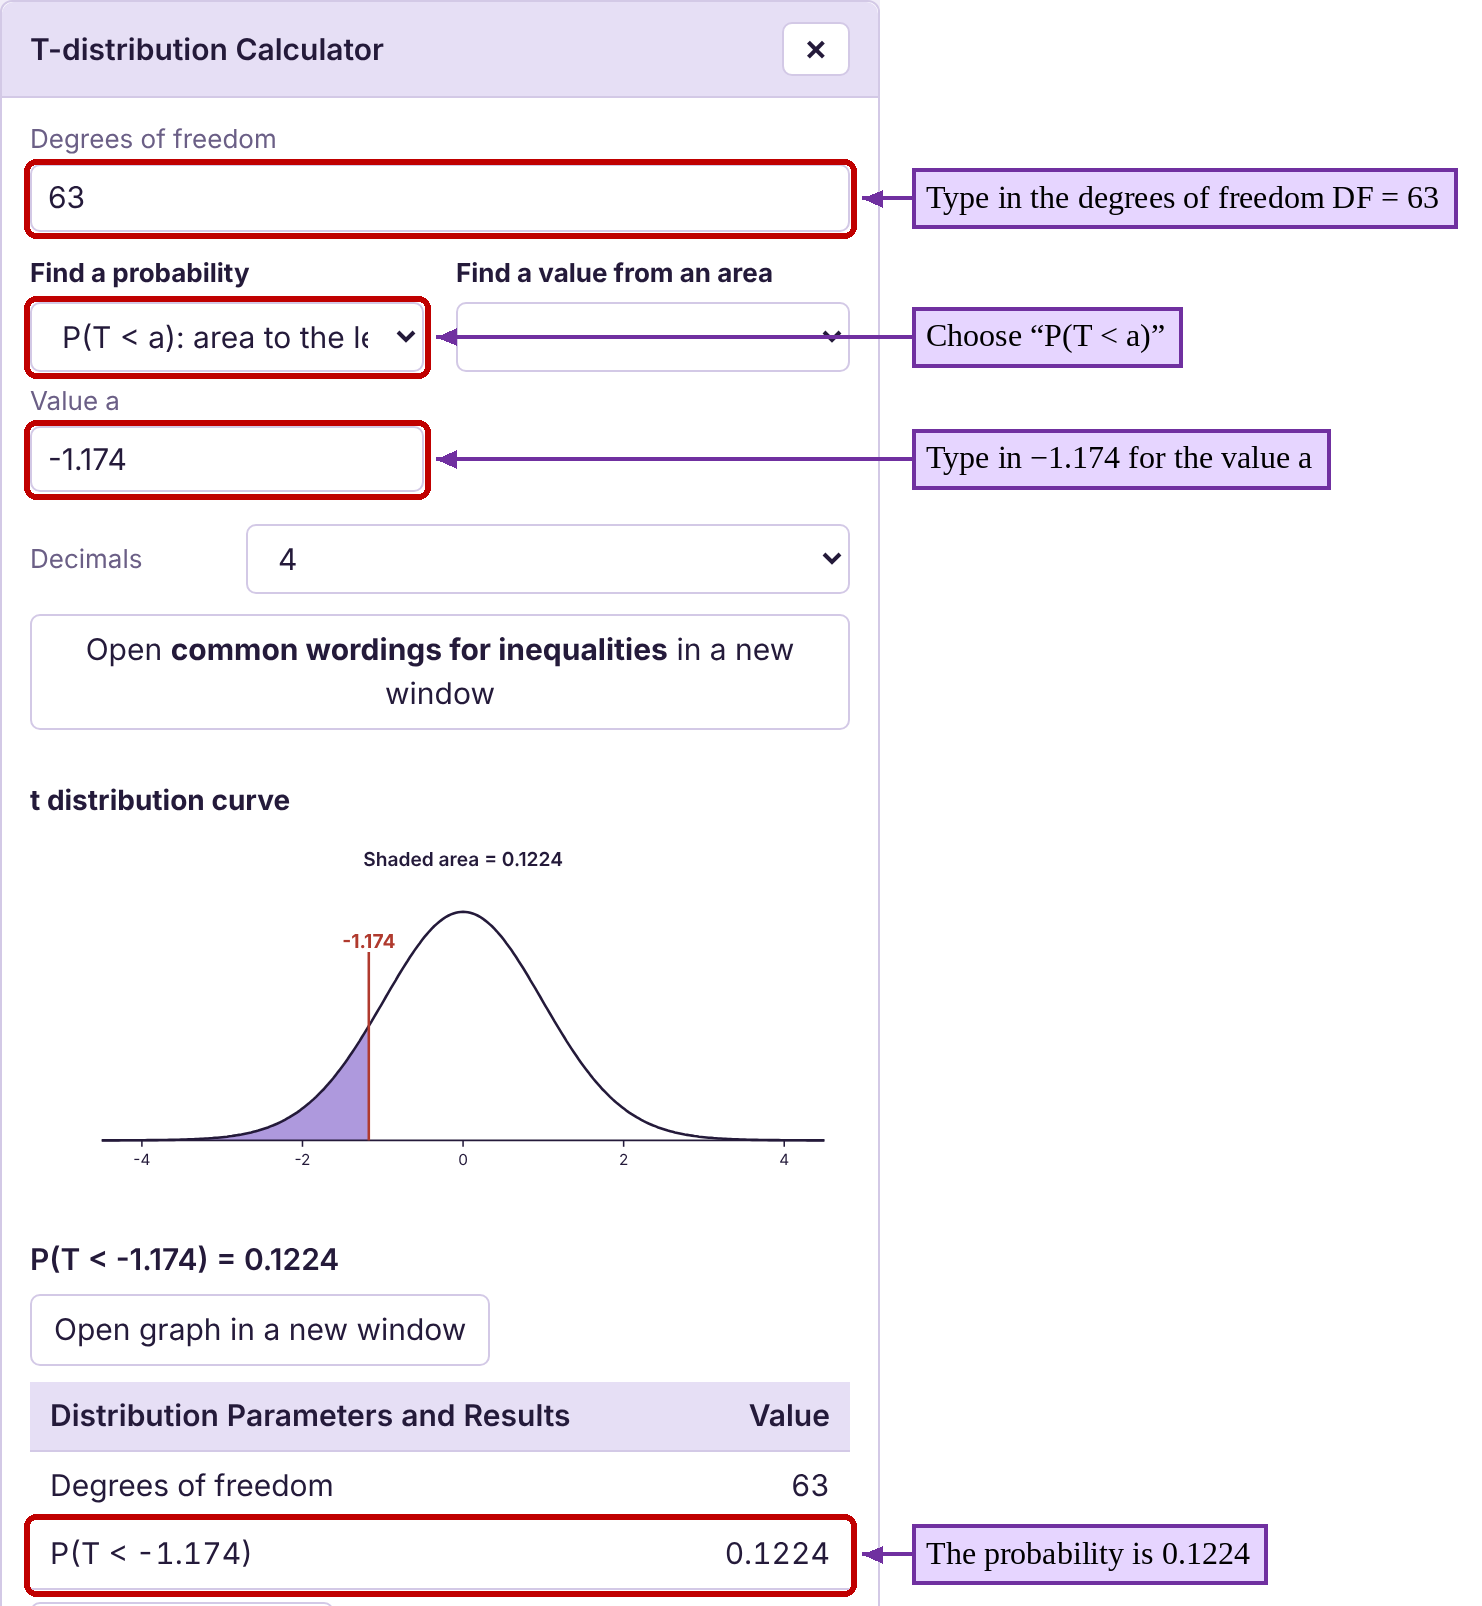 T-distribution Calculator
×
Degrees of freedom
63
Type in the degrees of freedom DF = 63
Find a probability
Find a value from an area
P(T < a): area to the le
Choose “P(T < a)”
Value a
-1.174
Type in −1.174 for the value a
Decimals
4
Open common wordings for inequalities in a new
window
t distribution curve
Shaded area = 0.1224
-1.174
-4 -2 0 2 4
P(T < -1.174) = 0.1224
Open graph in a new window
Distribution Parameters and Results Value
Degrees of freedom 63
P(T < -1.174) 0.1224
The probability is 0.1224